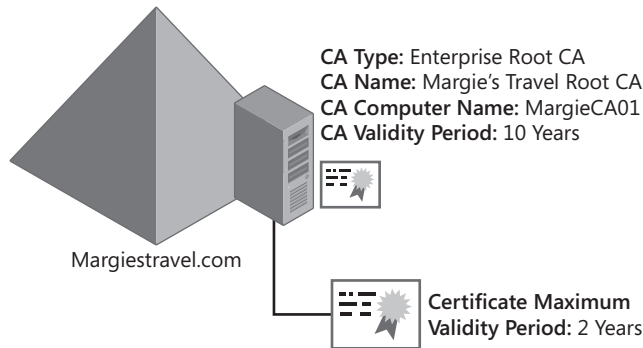 CA Type: Enterprise Root CA
CA Name: Margie's Travel Root CA
CA Computer Name: MargieCA01
CA Validity Period: 10 Years
Margiestravel.com
Certificate Maximum
Validity Period: 2 Years